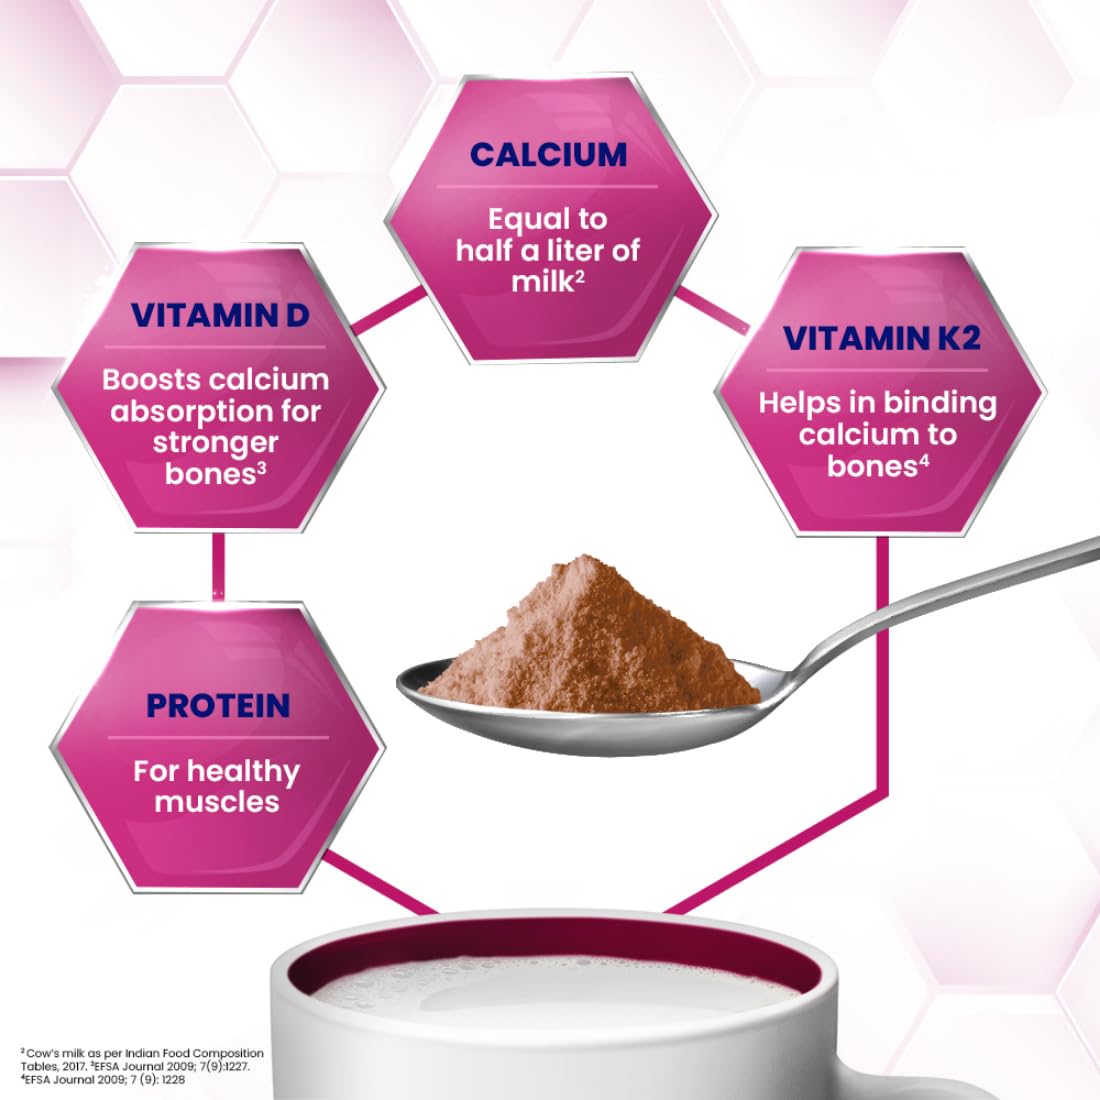 CALCIUM
Equal to
half a liter of
milk²
VITAMIN D
Boosts calcium
absorption for
stronger
bones³
VITAMIN K2
Helps in binding
calcium to
bones⁴
PROTEIN
For healthy
muscles
²Cow's milk as per Indian Food Composition
Tables, 2017. ³EFSA Journal 2009; 7(9):1227.
⁴EFSA Journal 2009; 7 (9): 1228